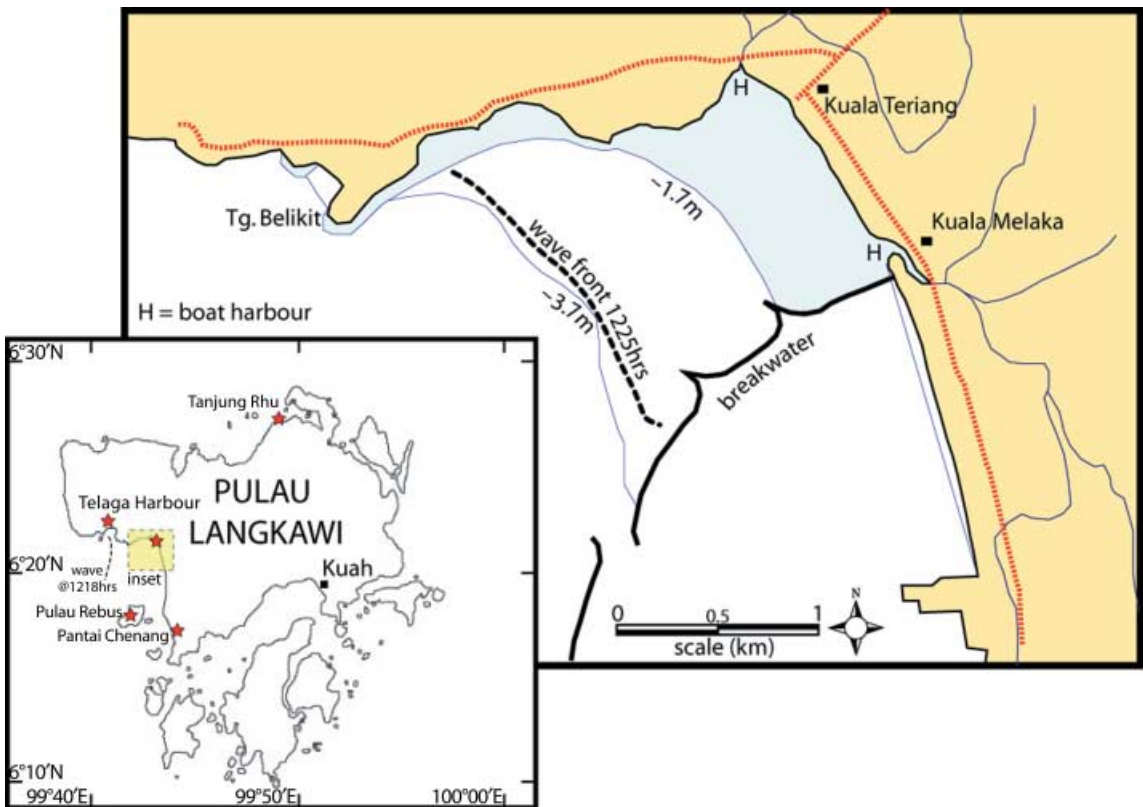 H
Kuala Teriang
–1.7m
Tg. Belikit
Kuala Melaka
H
wave front 1225hrs
–3.7m
H = boat harbour
breakwater
N
0 0.5 1
scale (km)
6°30′N
Tanjung Rhu
PULAU
LANGKAWI
Telaga Harbour
wave
@1218hrs
inset
6°20′N
Kuah
Pulau Rebus
Pantai Chenang
6°10′N
99°40′E 99°50′E 100°00′E